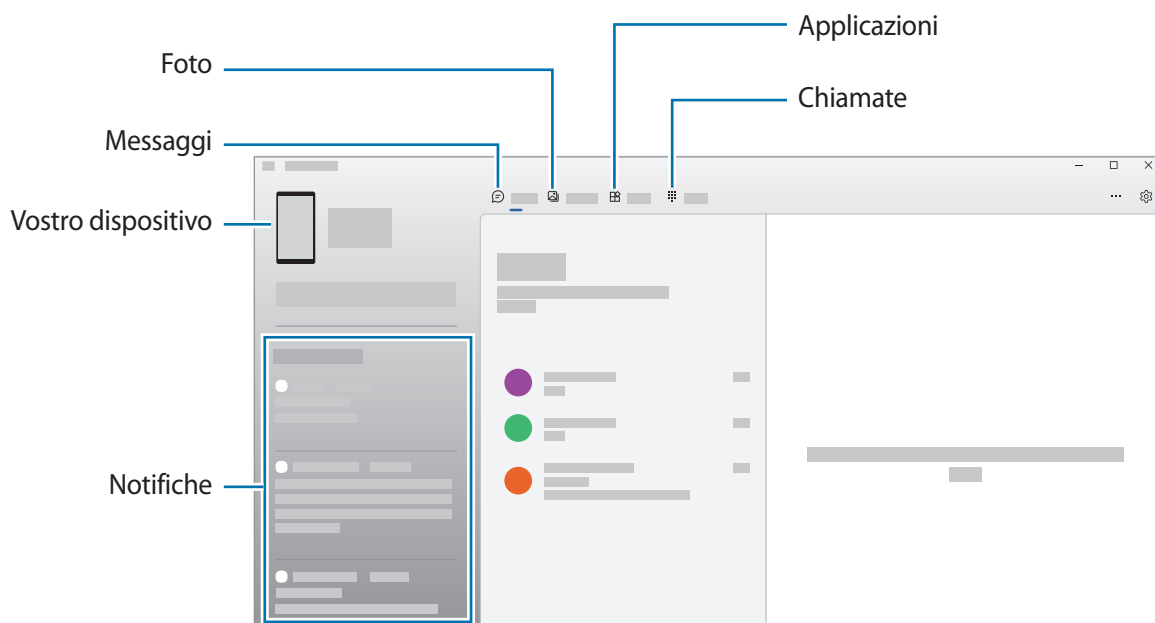 Applicazioni
Foto
Chiamate
Messaggi
Vostro dispositivo
Notifiche